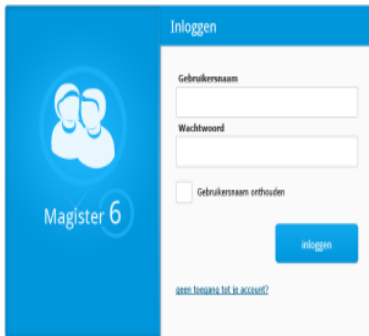 Inloggen
Gebruikersnaam
Wachtwoord
Gebruikersnaam onthouden
Magister 6
inloggen
geen toegang tot je account?